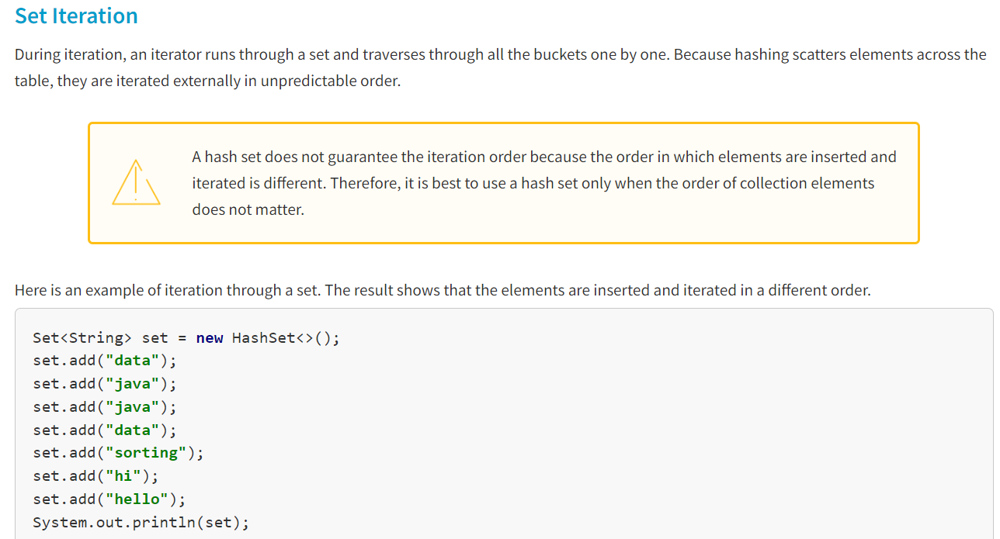 Set Iteration
During iteration, an iterator runs through a set and traverses through all the buckets one by one. Because hashing scatters elements across the
table, they are iterated externally in unpredictable order.
A hash set does not guarantee the iteration order because the order in which elements are inserted and
iterated is different. Therefore, it is best to use a hash set only when the order of collection elements
does not matter.
Here is an example of iteration through a set. The result shows that the elements are inserted and iterated in a different order.
Set<String> set = new HashSet<>();
set.add("data");
set.add("java");
set.add("java");
set.add("data");
set.add("sorting");
set.add("hi");
set.add("hello");
System.out.println(set);